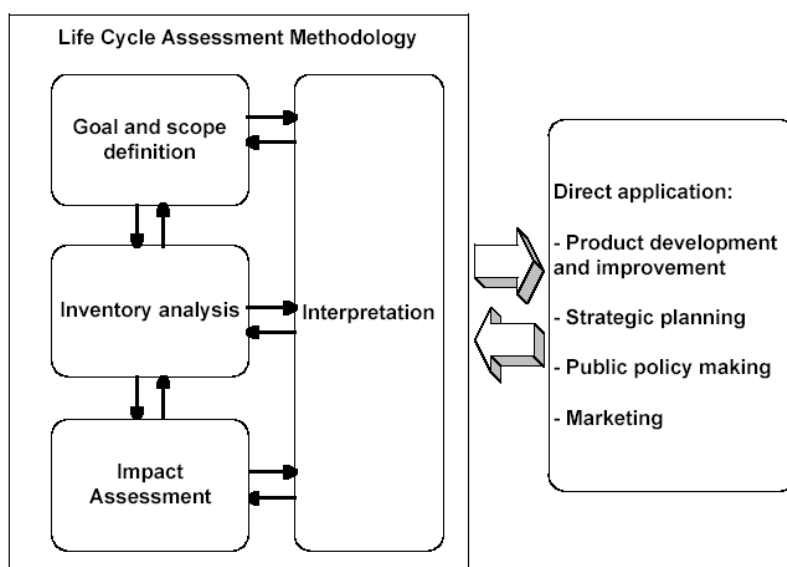 Life Cycle Assessment Methodology
Goal and scope
definition
Inventory analysis
Impact
Assessment
Interpretation
Direct application:
- Product development
and improvement
- Strategic planning
- Public policy making
- Marketing